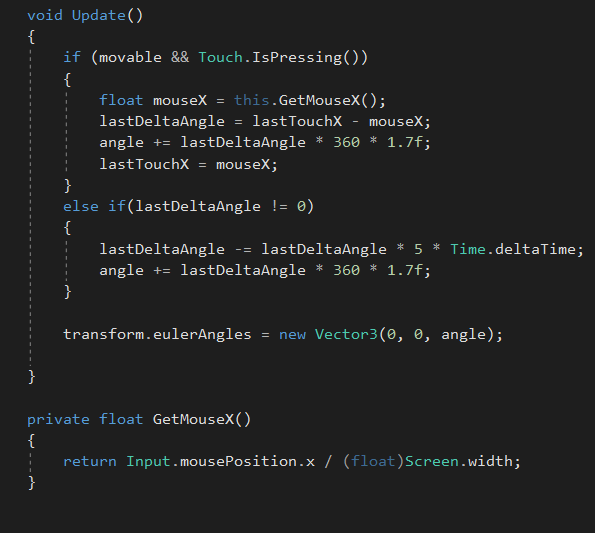 void Update()
{
if (movable && Touch.IsPressing())
{
float mouseX = this.GetMouseX();
lastDeltaAngle = lastTouchX - mouseX;
angle += lastDeltaAngle * 360 * 1.7f;
lastTouchX = mouseX;
}
else if(lastDeltaAngle != 0)
{
lastDeltaAngle -= lastDeltaAngle * 5 * Time.deltaTime;
angle += lastDeltaAngle * 360 * 1.7f;
}
transform.eulerAngles = new Vector3(0, 0, angle);
}
private float GetMouseX()
{
return Input.mousePosition.x / (float)Screen.width;
}